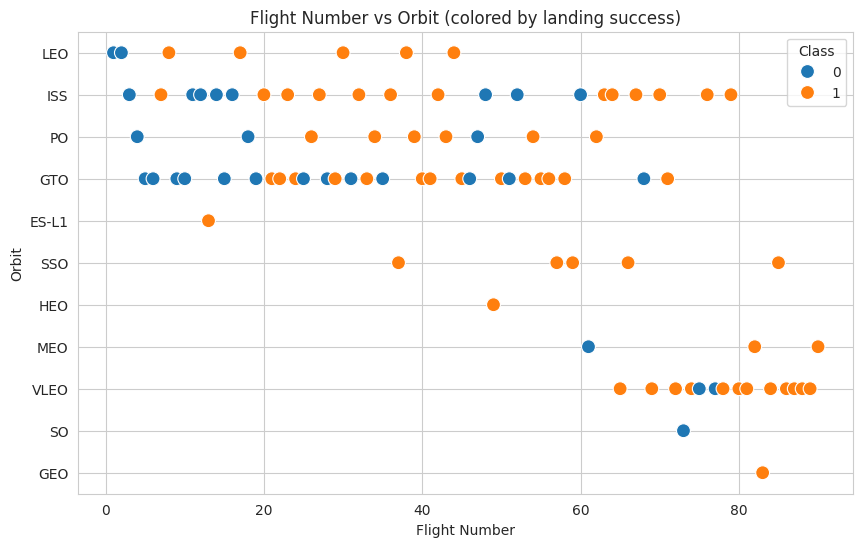 Flight Number vs Orbit (colored by landing success)
Class
0
1
Orbit
LEO
ISS
PO
GTO
ES-L1
SSO
HEO
MEO
VLEO
SO
GEO
0 20 40 60 80
Flight Number